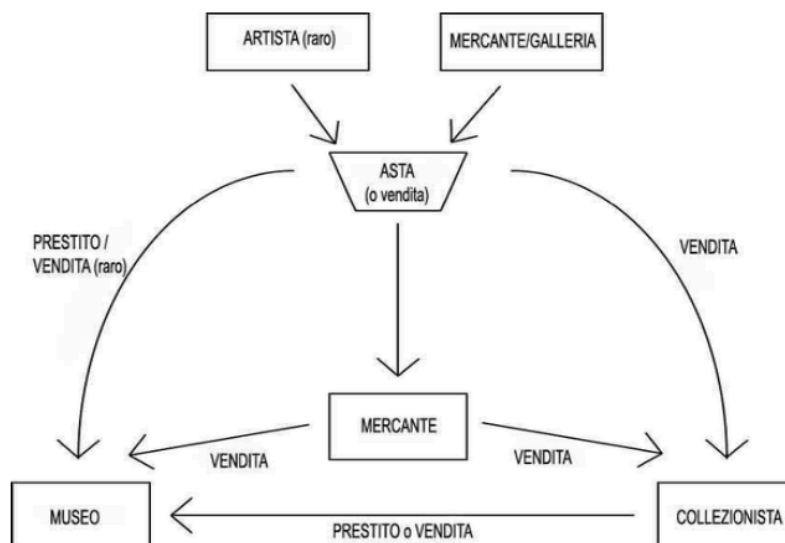 ARTISTA (raro)
MERCANTE/GALLERIA
ASTA
(o vendita)
PRESTITO /
VENDITA (raro)
VENDITA
MERCANTE
VENDITA
VENDITA
MUSEO
PRESTITO o VENDITA
COLLEZIONISTA